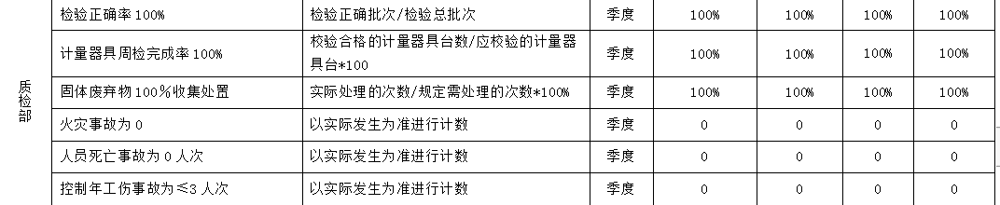 检验正确率100% 检验正确批次/检验总批次 季度 100% 100% 100% 100%
计量器具周检完成率100% 校验合格的计量器具台数/应校验的计量器 季度 100% 100% 100% 100%
具台*100
质检部
固体废弃物100%收集处置 实际处理的次数/规定需处理的次数*100% 季度 100% 100% 100% 100%
火灾事故为0 以实际发生为准进行计数 季度 0 0 0 0
人员死亡事故为0人次 以实际发生为准进行计数 季度 0 0 0 0
控制年工伤事故为≤3人次 以实际发生为准进行计数 季度 0 0 0 0